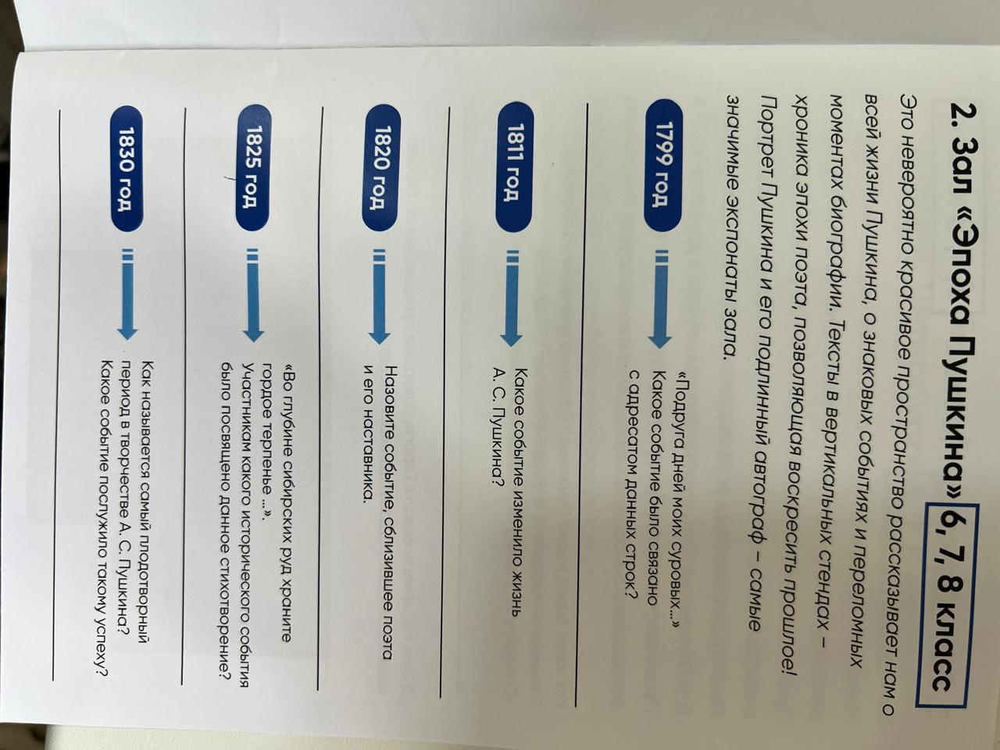 2. Зал «Эпоха Пушкина» 6, 7, 8 класс
Это невероятно красивое пространство рассказывает нам о
всей жизни Пушкина, о знаковых событиях и переломных
моментах биографии. Тексты в вертикальных стендах –
хроника эпохи поэта, позволяющая воскресить прошлое!
Портрет Пушкина и его подлинный автограф – самые
значимые экспонаты зала.
1799 год
«Подруга дней моих суровых...»
Какое событие было связано
с адресатом данных строк?
1811 год
Какое событие изменило жизнь
А. С. Пушкина?
1820 год
Назовите событие, сблизившее поэта
и его наставника.
1825 год
«Во глубине сибирских руд храните
гордое терпенье ...».
Участникам какого исторического события
было посвящено данное стихотворение?
1830 год
Как называется самый плодотворный
период в творчестве А. С. Пушкина?
Какое событие послужило такому успеху?